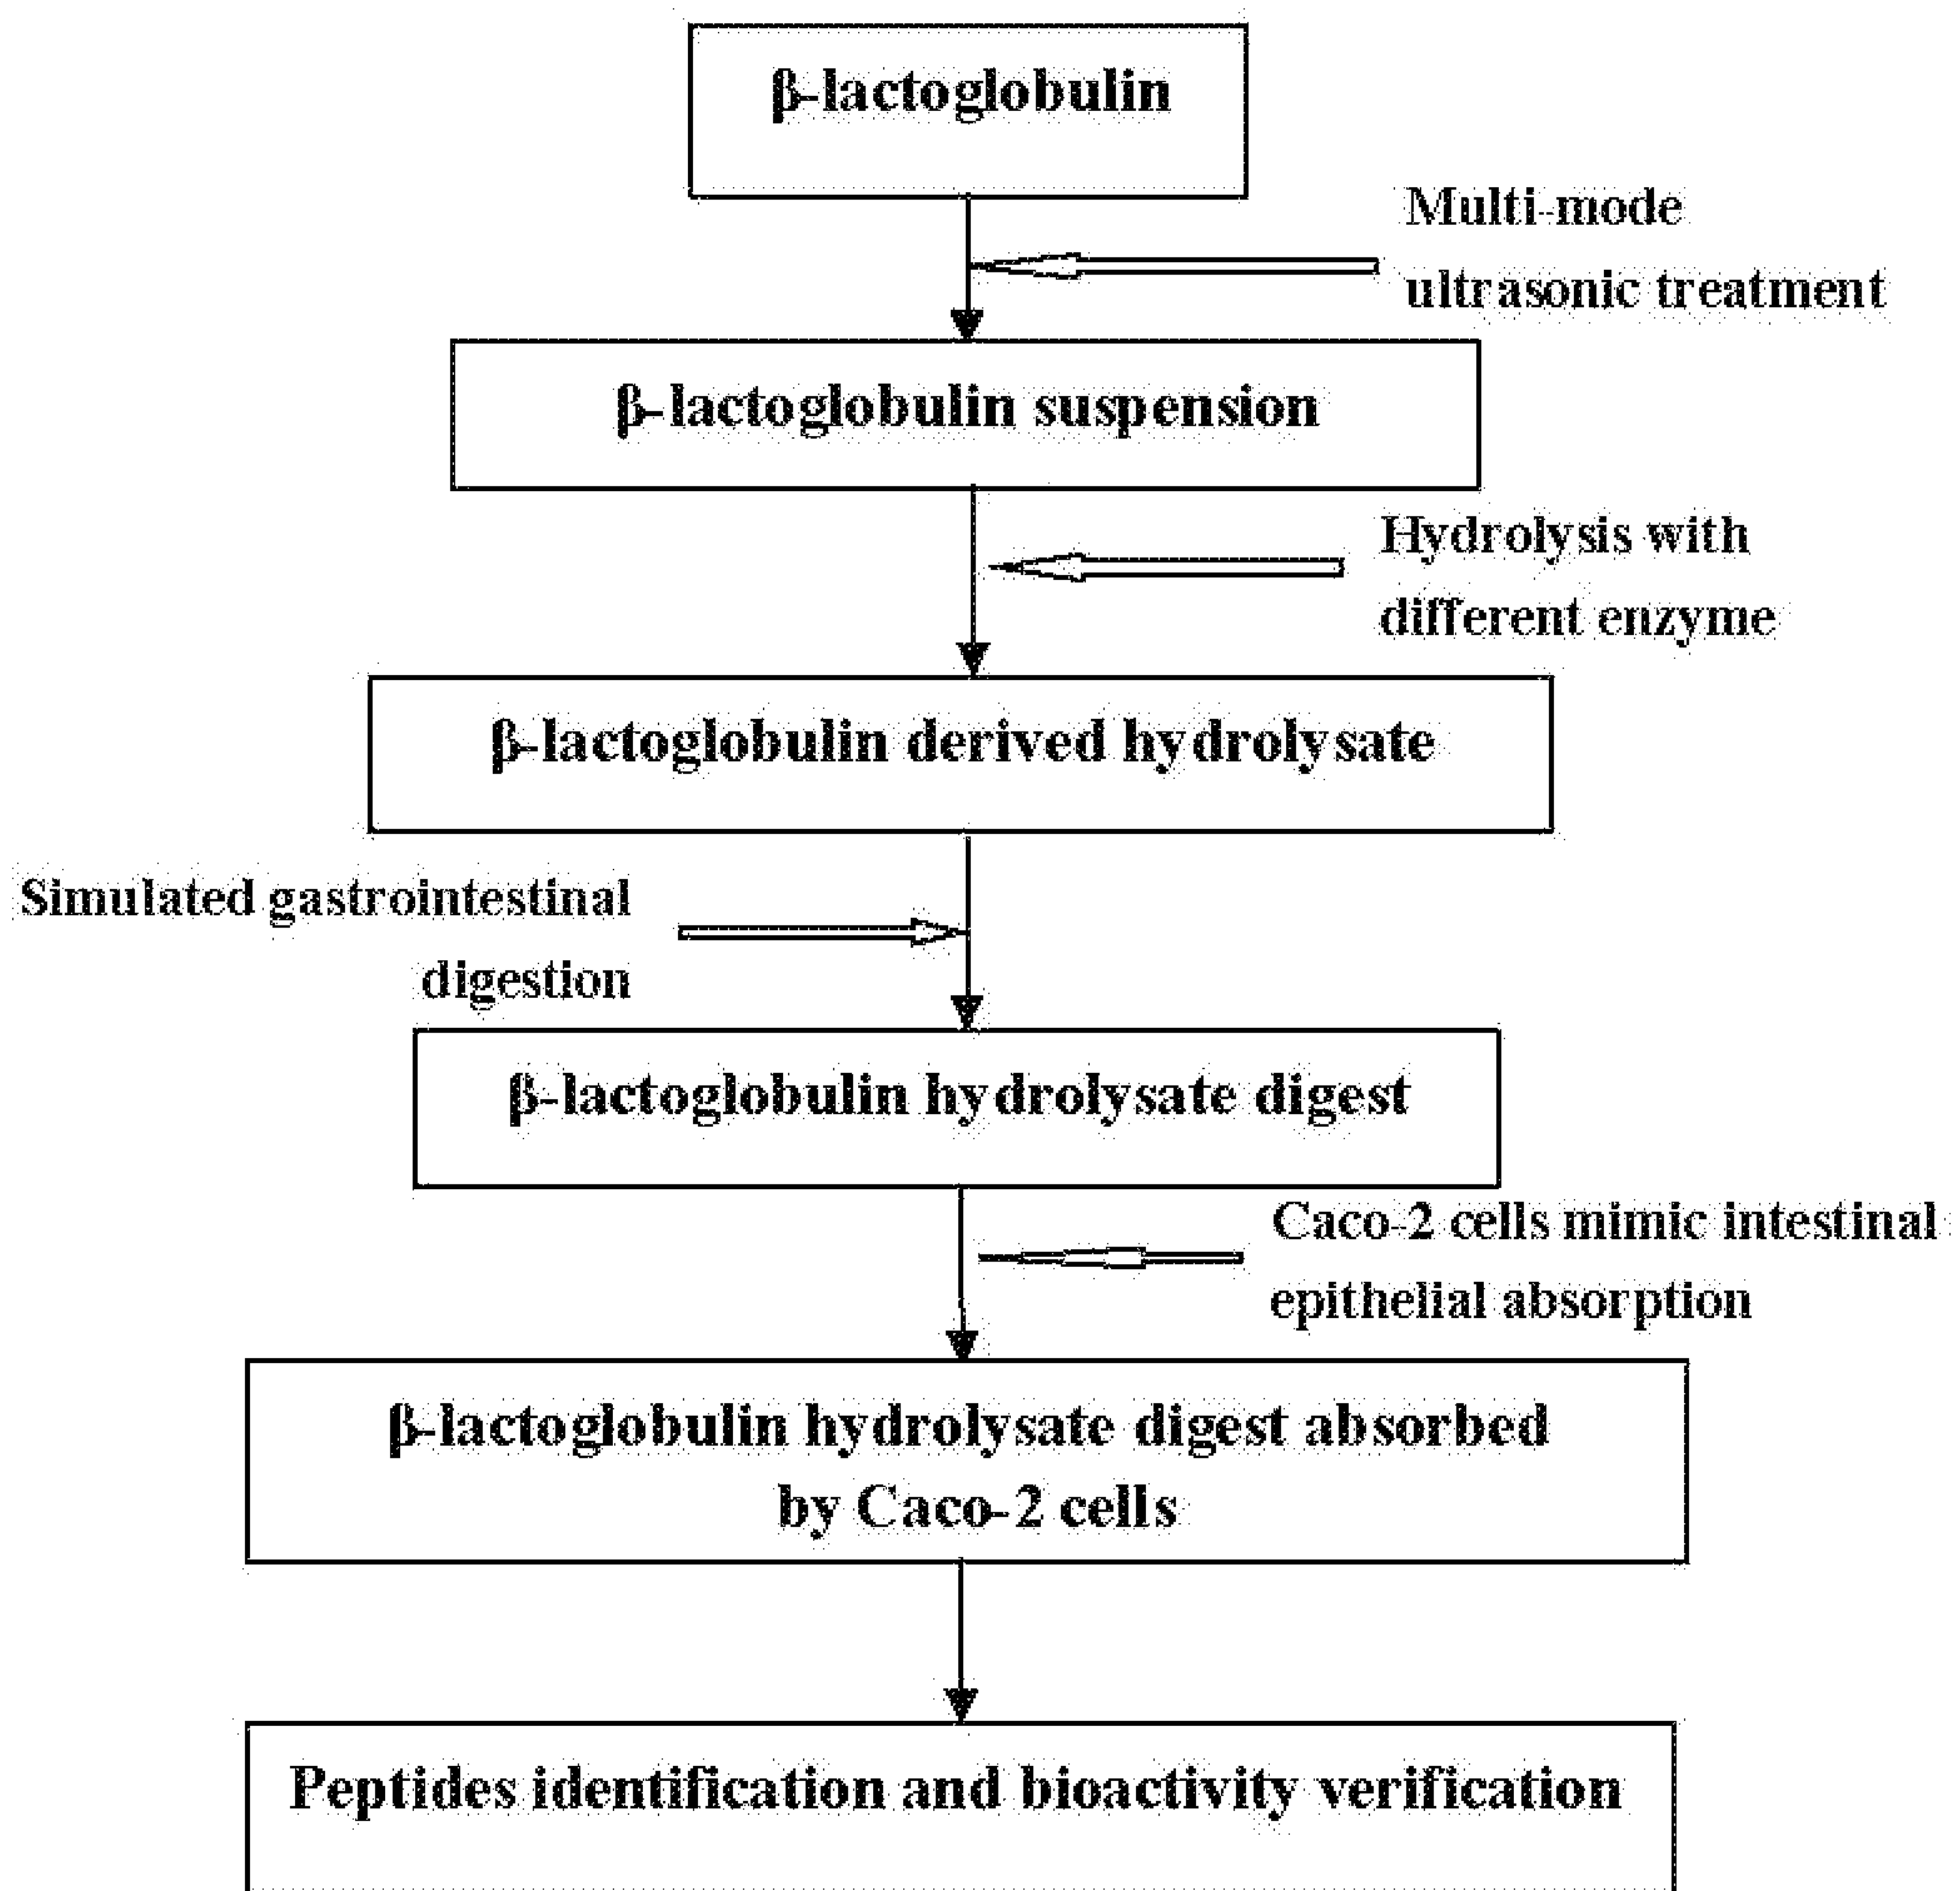 β-lactoglobulin
Multi-mode
ultrasonic treatment
β-lactoglobulin suspension
Hydrolysis with
different enzyme
β-lactoglobulin derived hydrolysate
Simulated gastrointestinal
digestion
β-lactoglobulin hydrolysate digest
Caco-2 cells mimic intestinal
epithelial absorption
β-lactoglobulin hydrolysate digest absorbed
by Caco-2 cells
Peptides identification and bioactivity verification